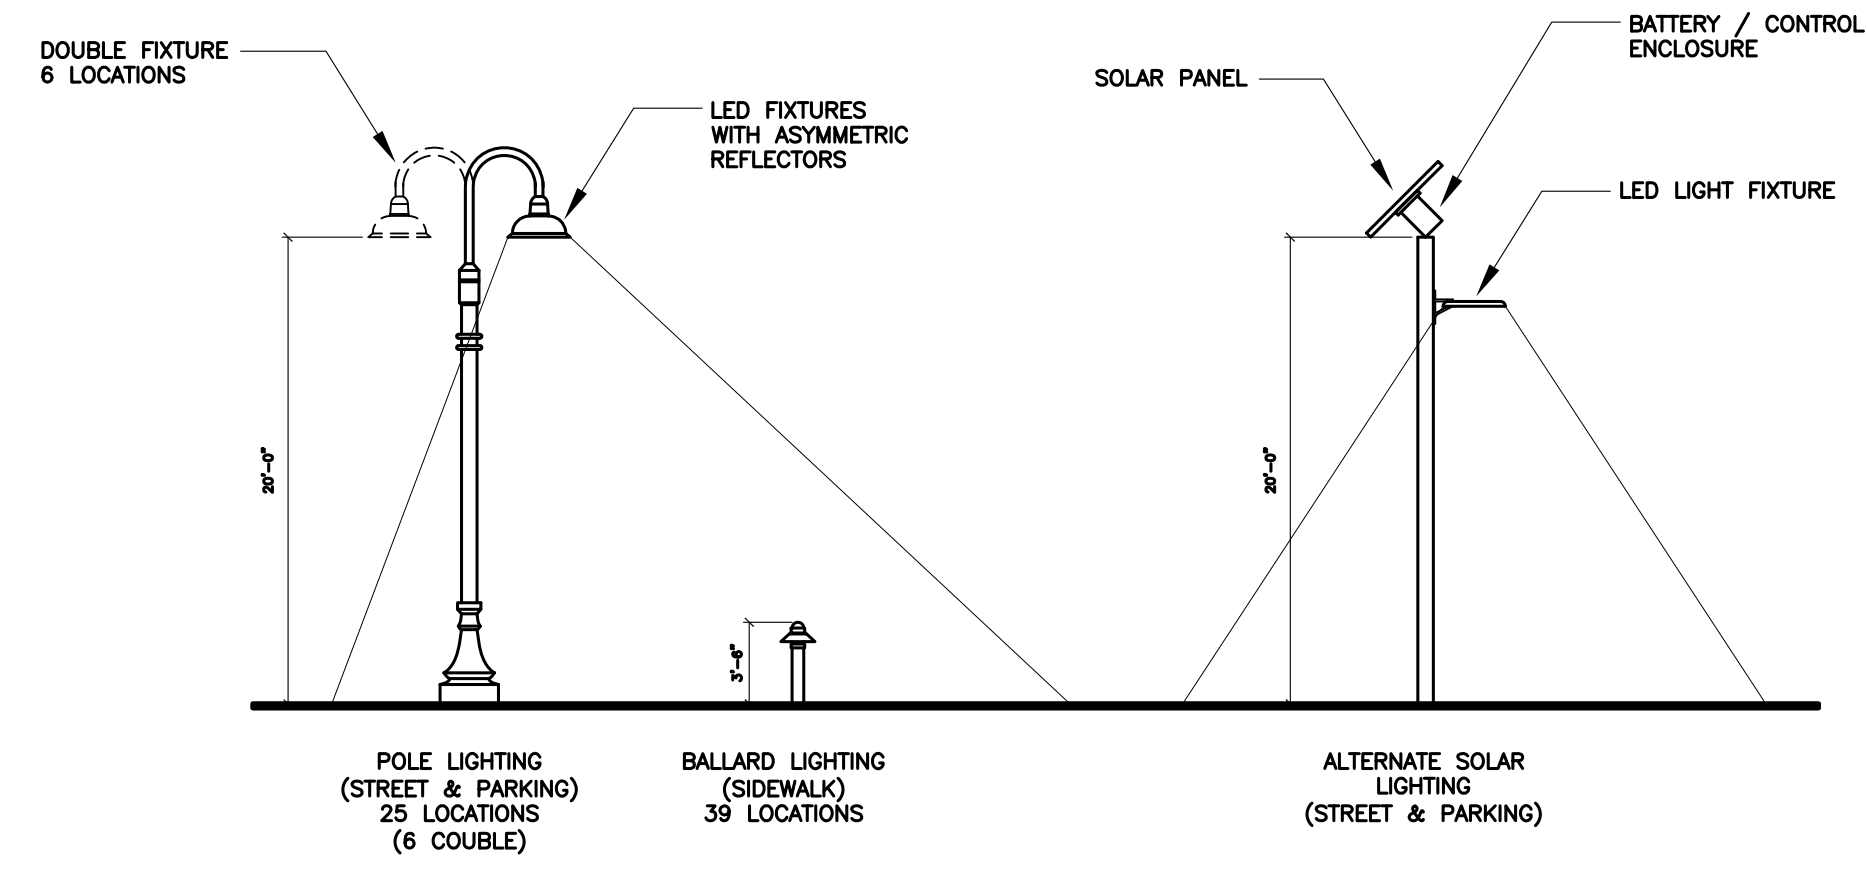 DOUBLE FIXTURE
6 LOCATIONS
LED FIXTURES
WITH ASYMMETRIC
REFLECTORS
SOLAR PANEL
BATTERY / CONTROL
ENCLOSURE
LED LIGHT FIXTURE
20'-0"
3'-6"
20'-0"
POLE LIGHTING
(STREET & PARKING)
25 LOCATIONS
(6 COUBLE)
BALLARD LIGHTING
(SIDEWALK)
39 LOCATIONS
ALTERNATE SOLAR
LIGHTING
(STREET & PARKING)